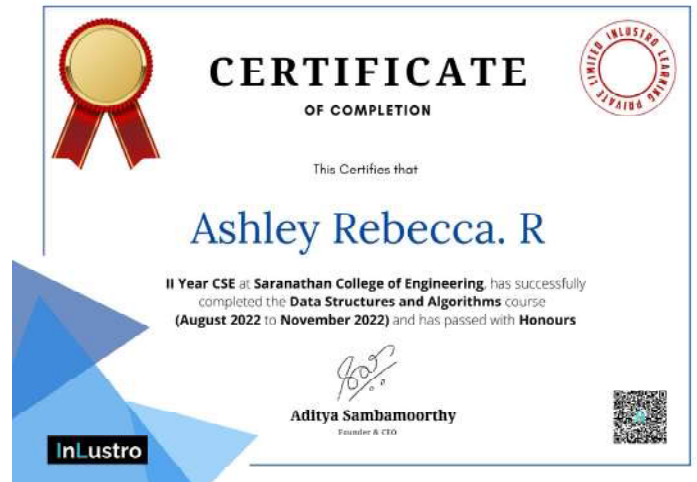 CERTIFICATE
OF COMPLETION
INLUSTRO LEARNING PRIVATE LIMITED
This Certifies that
Ashley Rebecca. R
II Year CSE at Saranathan College of Engineering, has successfully
completed the Data Structures and Algorithms course
(August 2022 to November 2022) and has passed with Honours
Aditya Sambamoorthy
Founder & CEO
InLustro